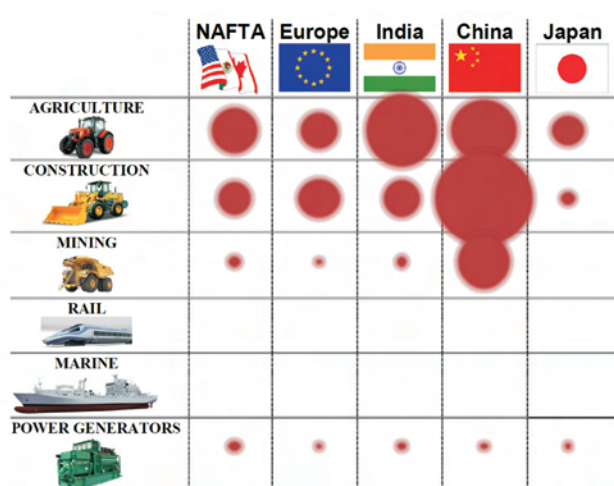 NAFTA Europe India China Japan
AGRICULTURE
CONSTRUCTION
MINING
RAIL
MARINE
POWER GENERATORS